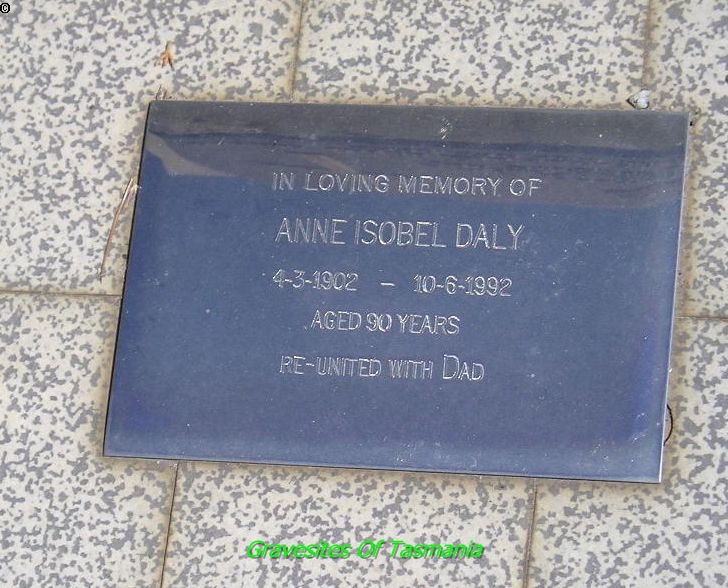 ©
IN LOVING MEMORY OF
ANNE ISOBEL DALY
4-3-1902 – 10-6-1992
AGED 90 YEARS
RE-UNITED WITH DAD
Gravesites Of Tasmania